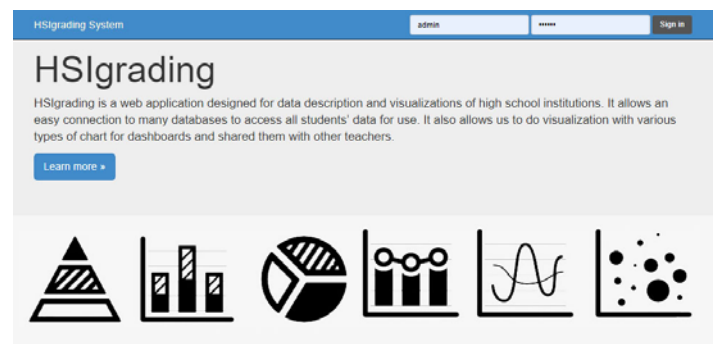 HSIgrading System
admin
••••••
Sign in
HSIgrading
HSIgrading is a web application designed for data description and visualizations of high school institutions. It allows an
easy connection to many databases to access all students' data for use. It also allows us to do visualization with various
types of chart for dashboards and shared them with other teachers.
Learn more »